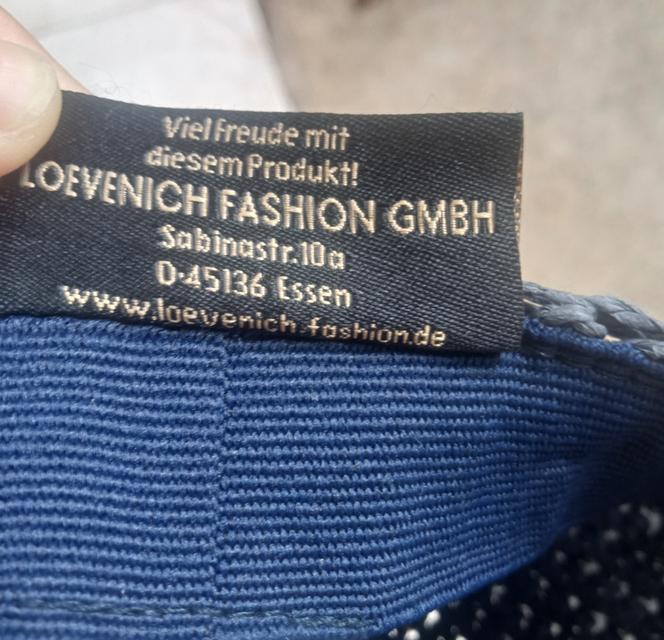 Viel Freude mit
diesem Produkt!
LOEVENICH FASHION GMBH
Sabinastr.10a
D-45136 Essen
www.loevenich-fashion.de